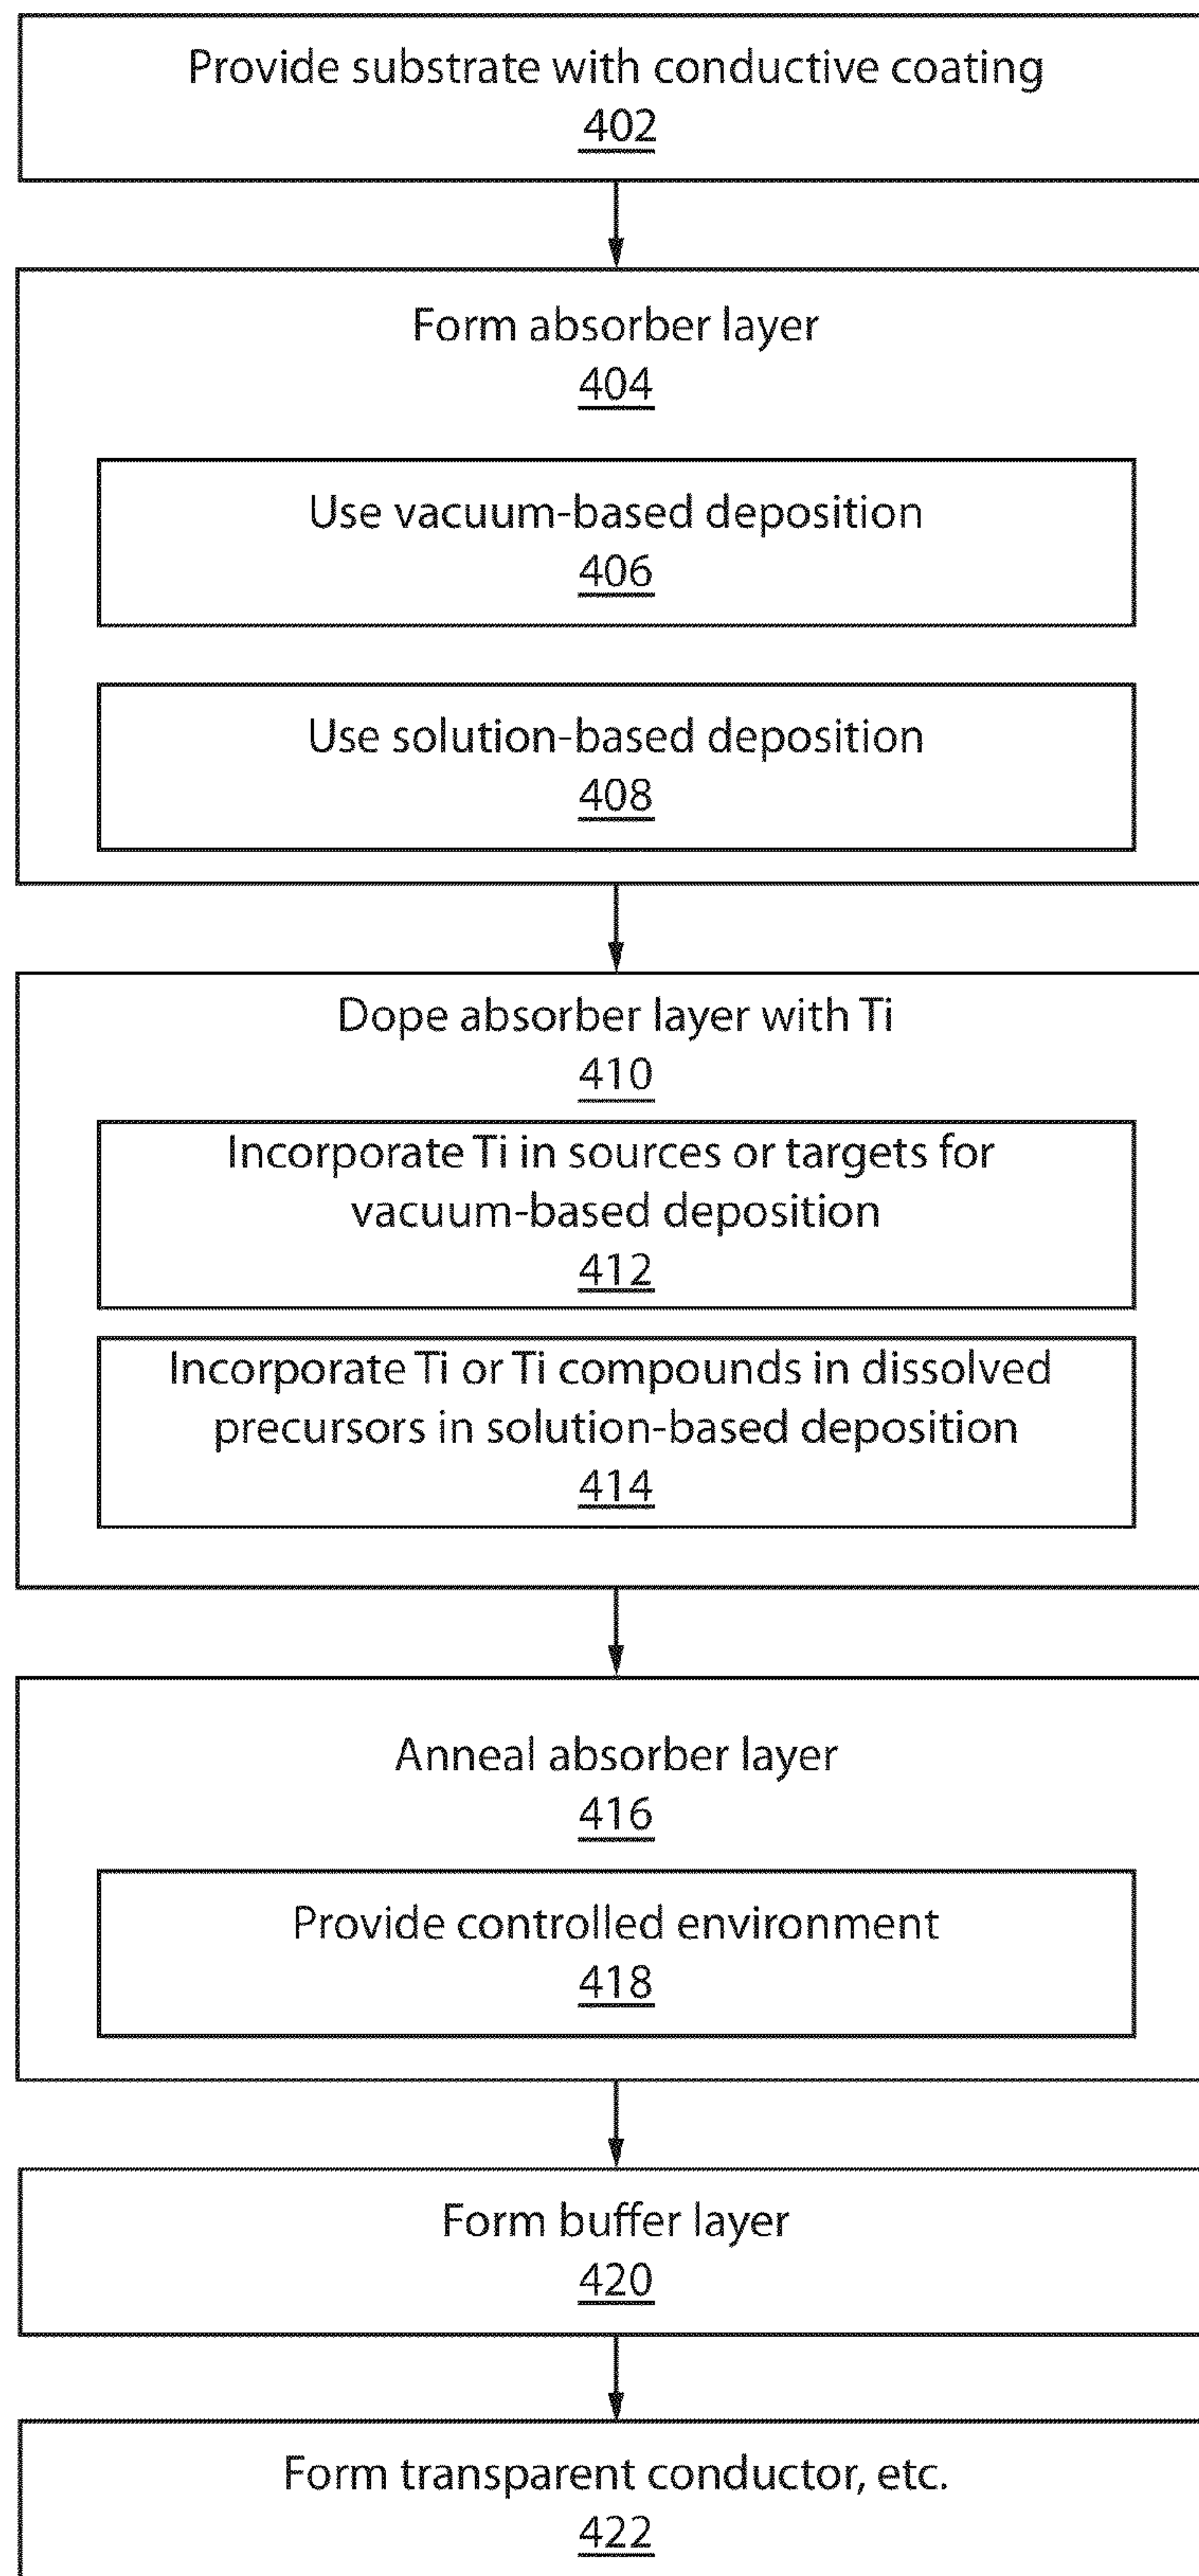 Provide substrate with conductive coating
402
Form absorber layer
404
Use vacuum-based deposition
406
Use solution-based deposition
408
Dope absorber layer with Ti
410
Incorporate Ti in sources or targets for
vacuum-based deposition
412
Incorporate Ti or Ti compounds in dissolved
precursors in solution-based deposition
414
Anneal absorber layer
416
Provide controlled environment
418
Form buffer layer
420
Form transparent conductor, etc.
422